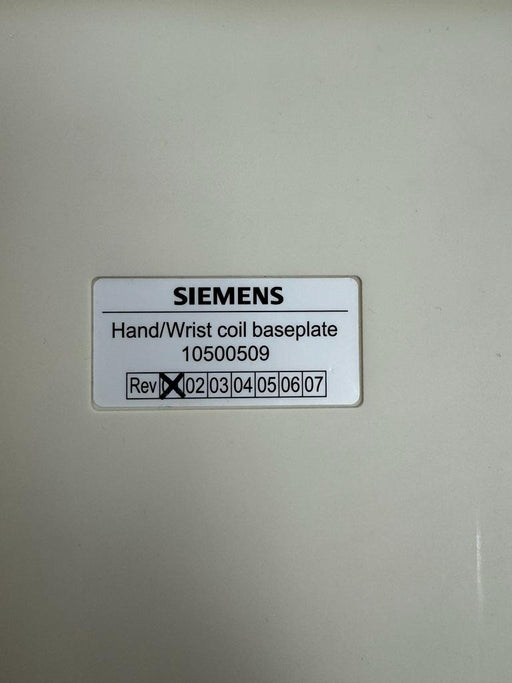 SIEMENS
Hand/Wrist coil baseplate
10500509
Rev 02 03 04 05 06 07